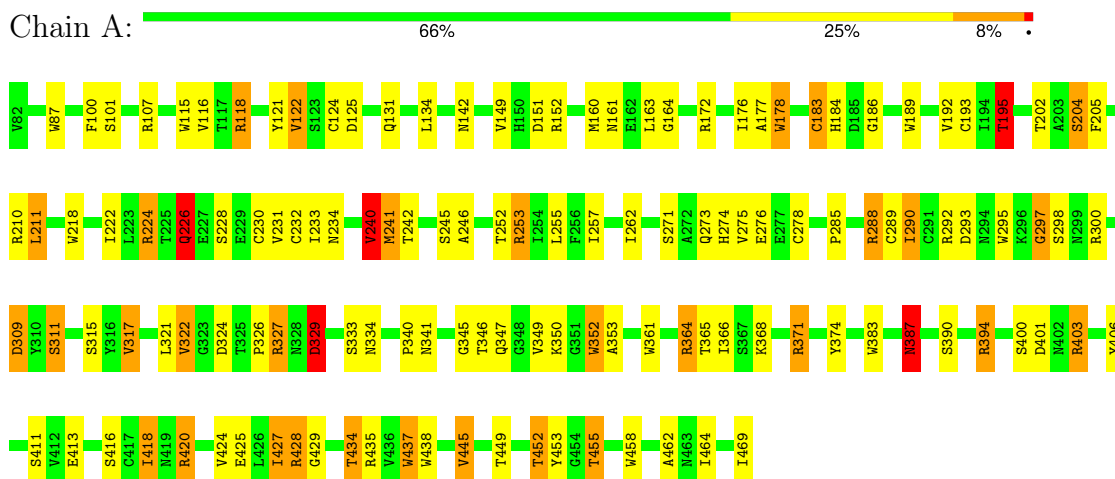 Chain A:
66% 25% 8% •
V82 W87 F100 S101 R107 W115 V116 T117 R118 Y121 V122 S123 C124 D125 Q131 L134 N142 V149 H150 D151 R152 M160 N161 E162 L163 G164 R172 I176 A177 W178 C183 H184 D185 G186 W189 V192 C193 I194 T195 T202 A203 S204 F205
R210 L211 W218 I222 L223 R224 T225 Q226 E227 S228 E229 C230 V231 C232 I233 N234 V240 M241 T242 S245 A246 T252 R253 I254 L255 F256 I257 I262 S271 A272 Q273 H274 V275 E276 E277 C278 P285 R288 C289 I290 C291 R292 D293 N294 W295 K296 G297 S298 N299 R300
D309 Y310 S311 S315 Y316 V317 L321 V322 G323 D324 T325 P326 R327 N328 D329 S333 N334 P340 N341 G345 T346 Q347 G348 V349 K350 G351 W352 A353 W361 R364 T365 I366 S367 K368 R371 Y374 W383 N387 S390 R394 S400 D401 N402 R403 Y406
S411 V412 E413 S416 C417 I418 N419 R420 V424 E425 L426 I427 R428 G429 T434 R435 V436 W437 W438 V445 T449 T452 Y453 G454 T455 W458 A462 N463 I464 I469